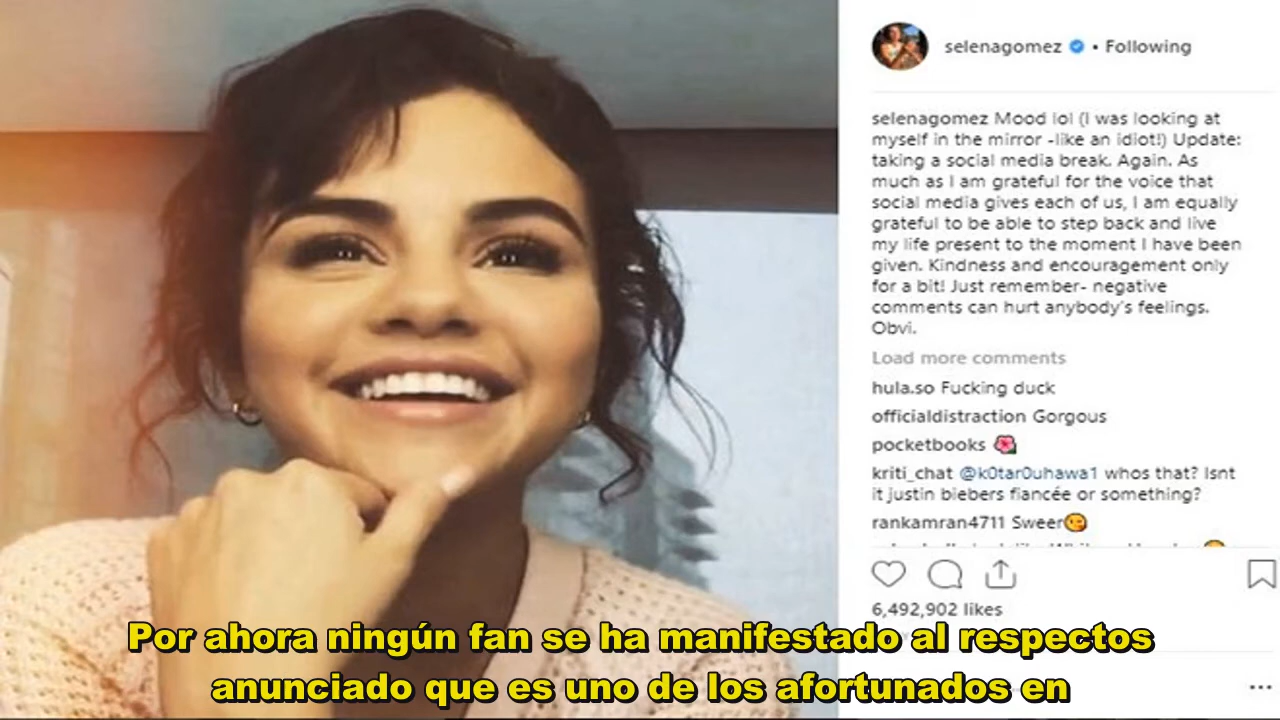 selenagomez • Following
selenagomez Mood lol (I was looking at
myself in the mirror -like an idiot!) Update:
taking a social media break. Again. As
much as I am grateful for the voice that
social media gives each of us, I am equally
grateful to be able to step back and live
my life present to the moment I have been
given. Kindness and encouragement only
for a bit! Just remember- negative
comments can hurt anybody's feelings.
Obvi.
Load more comments
hula.so Fucking duck
officialdistraction Gorgous
pocketbooks 🌺
kriti_chat @k0tar0uhawa1 whos that? Isnt
it justin biebers fiancée or something?
rankamran4711 Sweer😘
6,492,902 likes
Por ahora ningún fan se ha manifestado al respectos
anunciado que es uno de los afortunados en